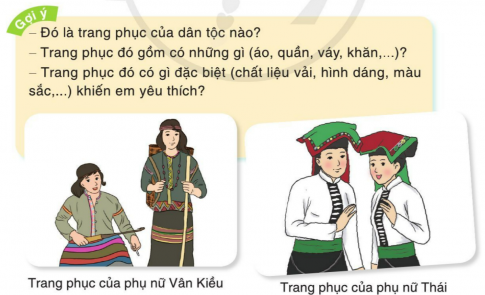 Gợi ý
– Đó là trang phục của dân tộc nào?
– Trang phục đó gồm có những gì (áo, quần, váy, khăn,...)?
– Trang phục đó có gì đặc biệt (chất liệu vải, hình dáng, màu
sắc,...) khiến em yêu thích?
Trang phục của phụ nữ Vân Kiều
Trang phục của phụ nữ Thái